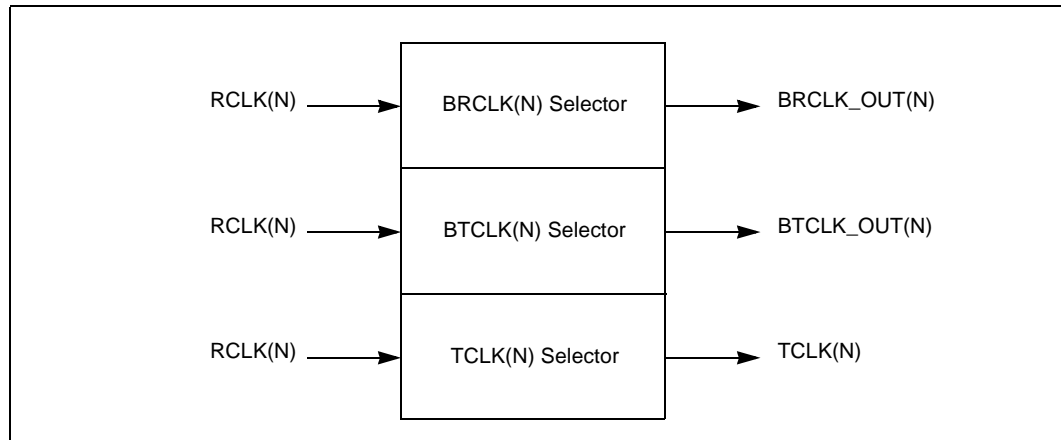 RCLK(N)
BRCLK(N) Selector
BRCLK_OUT(N)
RCLK(N)
BTCLK(N) Selector
BTCLK_OUT(N)
RCLK(N)
TCLK(N) Selector
TCLK(N)